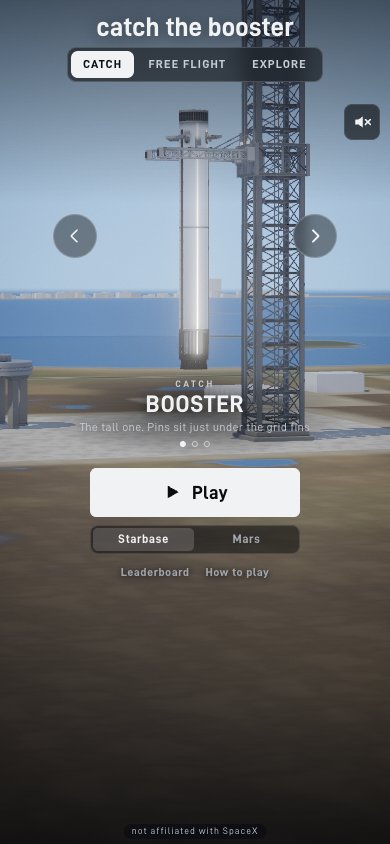 catch the booster
CATCH FREE FLIGHT EXPLORE
CATCH
BOOSTER
The tall one. Pins sit just under the grid fins
Play
Starbase Mars
Leaderboard How to play
not affiliated with SpaceX